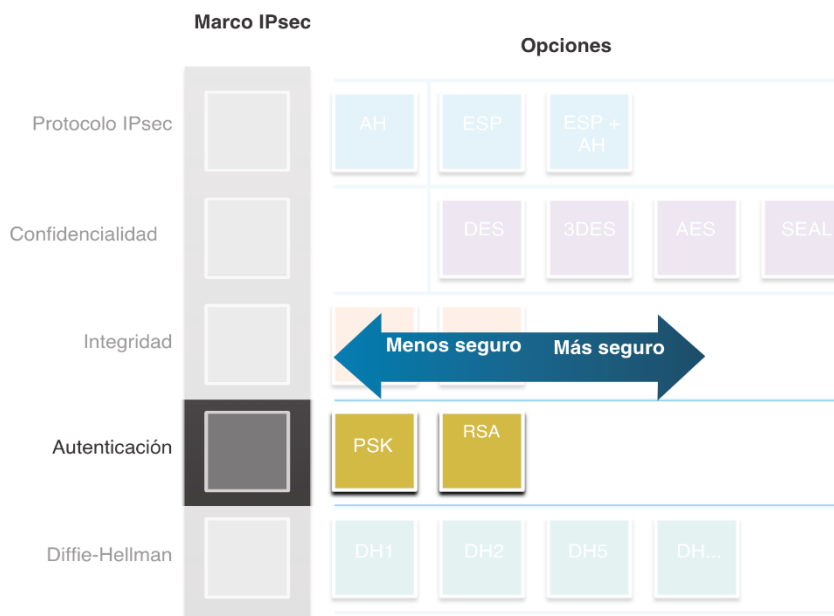 Marco IPsec
Opciones
Protocolo IPsec
AH
ESP
ESP +
AH
Confidencialidad
DES
3DES
AES
SEAL
Integridad
Menos seguro
Más seguro
Autenticación
PSK
RSA
Diffie-Hellman
DH1
DH2
DH5
DH...